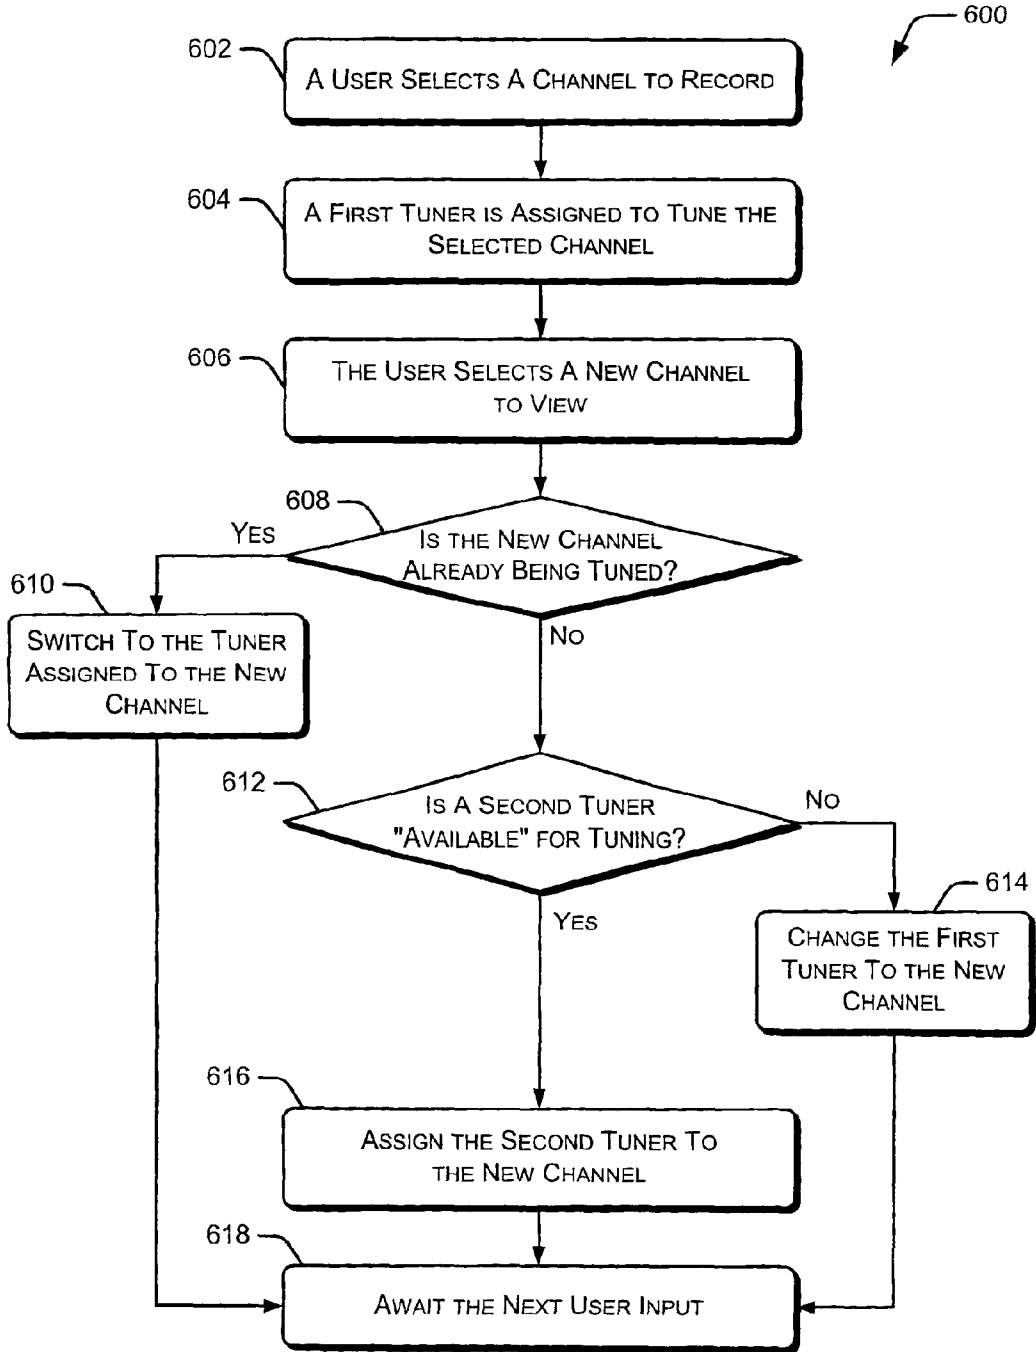 600
602
A USER SELECTS A CHANNEL TO RECORD
604
A FIRST TUNER IS ASSIGNED TO TUNE THE
SELECTED CHANNEL
606
THE USER SELECTS A NEW CHANNEL
TO VIEW
608
YES
IS THE NEW CHANNEL
ALREADY BEING TUNED?
610
SWITCH TO THE TUNER
ASSIGNED TO THE NEW
CHANNEL
NO
612
IS A SECOND TUNER
"AVAILABLE" FOR TUNING?
NO
614
YES
CHANGE THE FIRST
TUNER TO THE NEW
CHANNEL
616
ASSIGN THE SECOND TUNER TO
THE NEW CHANNEL
618
AWAIT THE NEXT USER INPUT